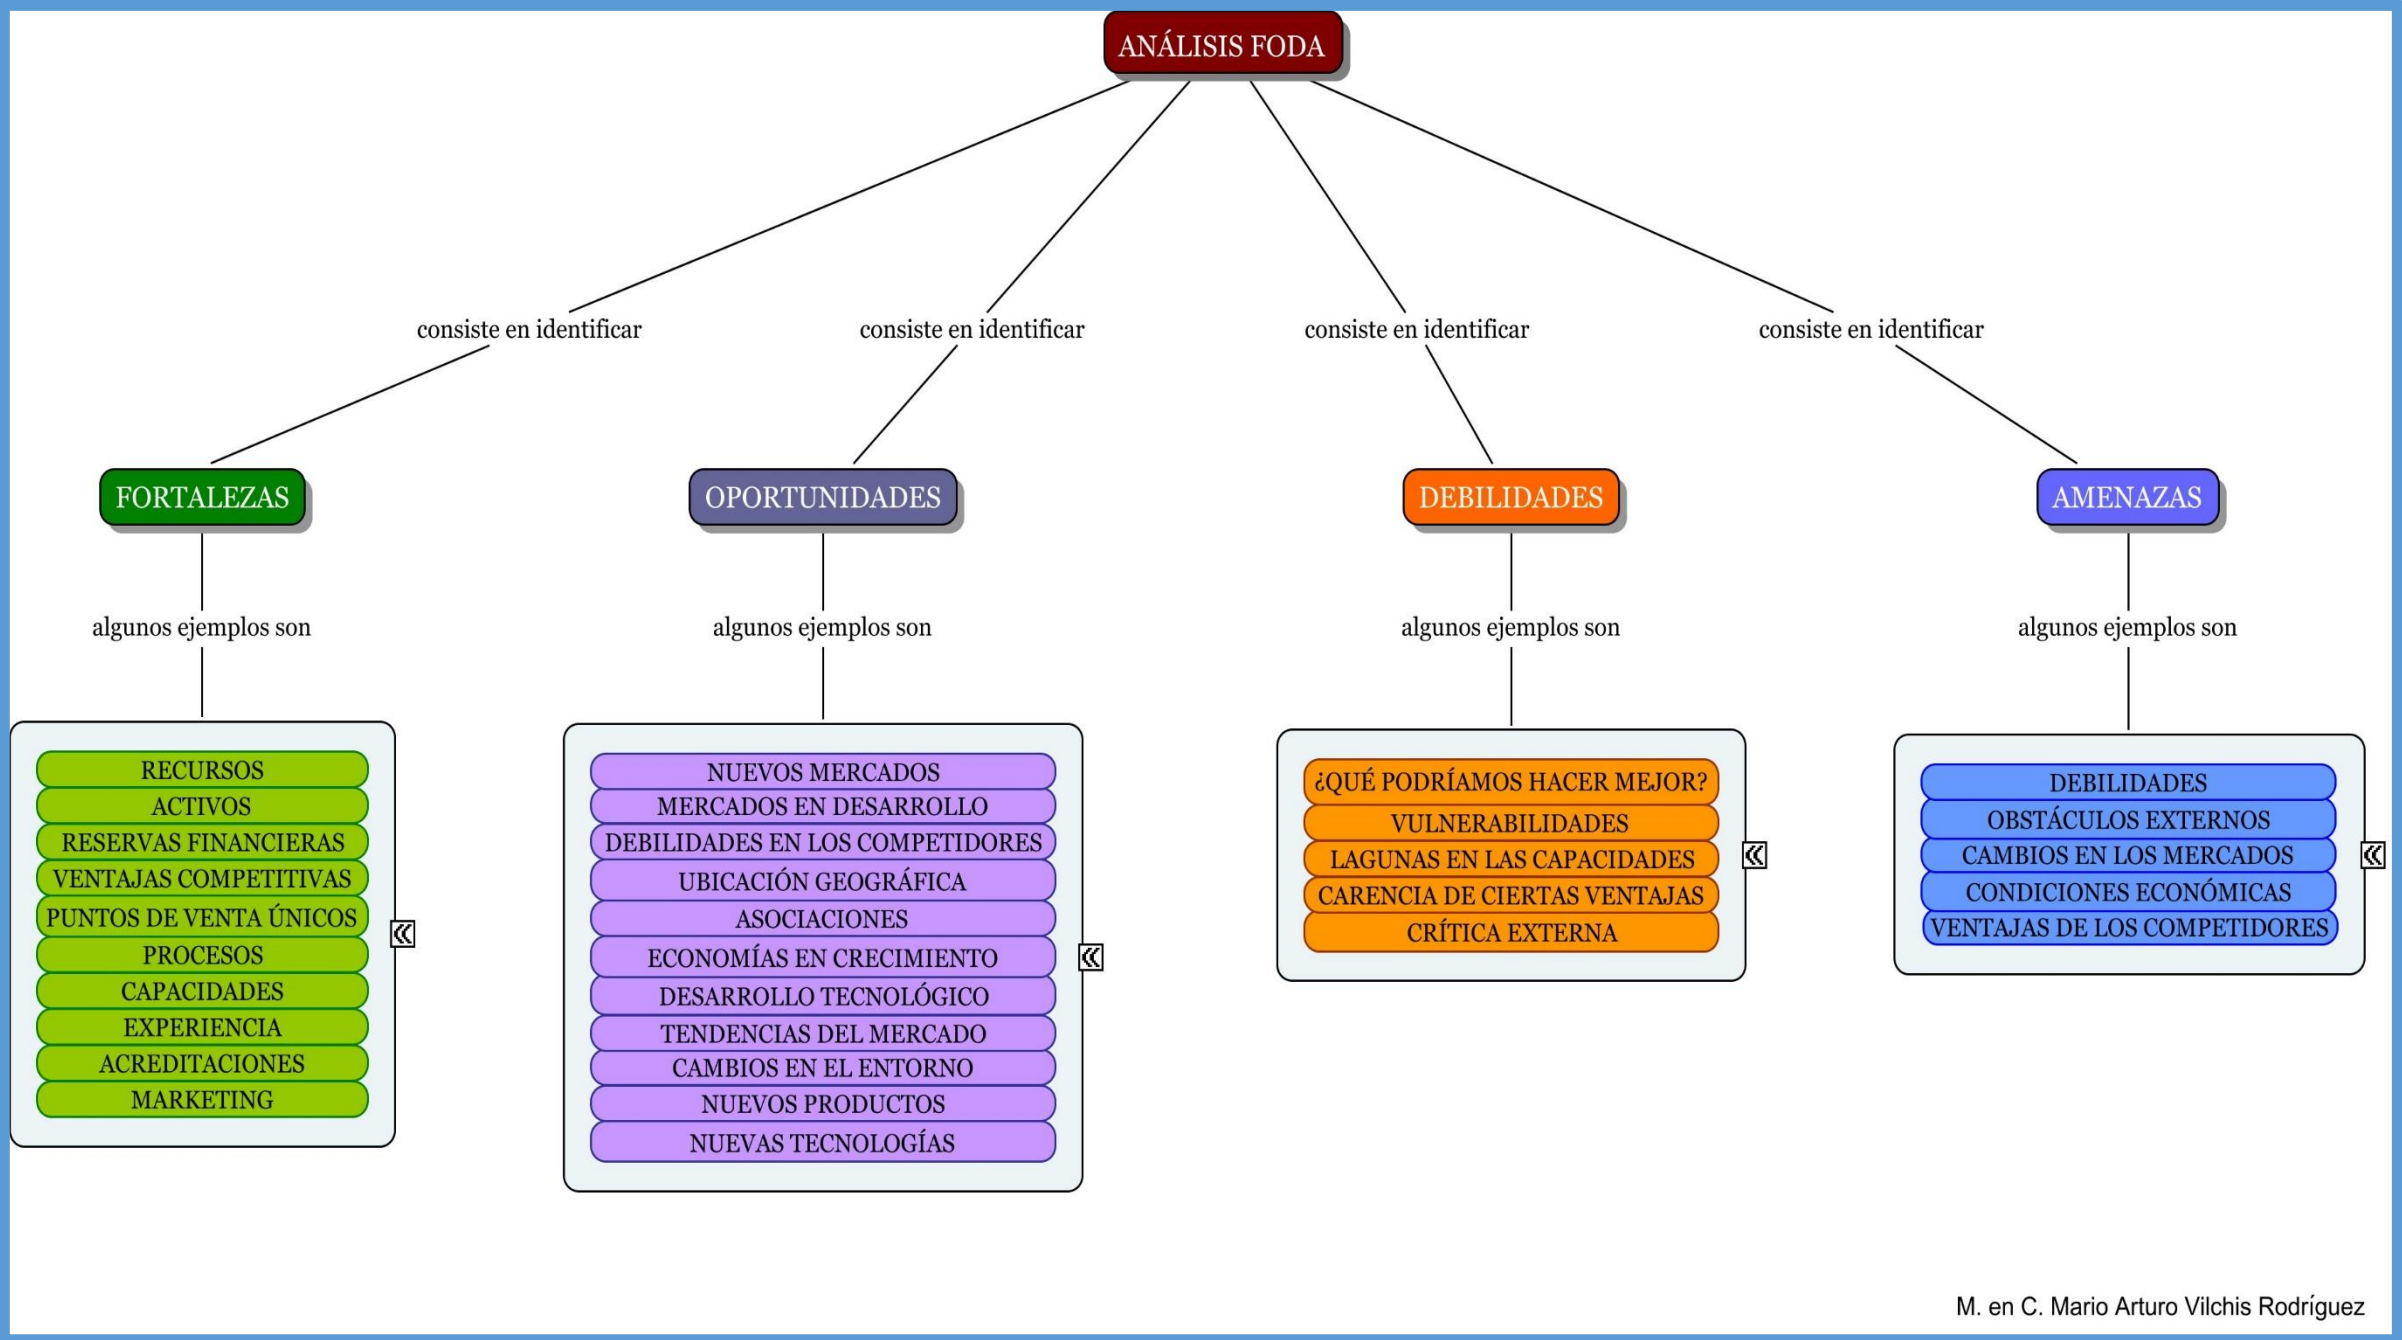 ANÁLISIS FODA
consiste en identificar
consiste en identificar
consiste en identificar
consiste en identificar
FORTALEZAS
OPORTUNIDADES
DEBILIDADES
AMENAZAS
algunos ejemplos son
algunos ejemplos son
algunos ejemplos son
algunos ejemplos son
RECURSOS
ACTIVOS
RESERVAS FINANCIERAS
VENTAJAS COMPETITIVAS
PUNTOS DE VENTA ÚNICOS
PROCESOS
CAPACIDADES
EXPERIENCIA
ACREDITACIONES
MARKETING
NUEVOS MERCADOS
MERCADOS EN DESARROLLO
DEBILIDADES EN LOS COMPETIDORES
UBICACIÓN GEOGRÁFICA
ASOCIACIONES
ECONOMÍAS EN CRECIMIENTO
DESARROLLO TECNOLÓGICO
TENDENCIAS DEL MERCADO
CAMBIOS EN EL ENTORNO
NUEVOS PRODUCTOS
NUEVAS TECNOLOGÍAS
¿QUÉ PODRÍAMOS HACER MEJOR?
VULNERABILIDADES
LAGUNAS EN LAS CAPACIDADES
CARENCIA DE CIERTAS VENTAJAS
CRÍTICA EXTERNA
DEBILIDADES
OBSTÁCULOS EXTERNOS
CAMBIOS EN LOS MERCADOS
CONDICIONES ECONÓMICAS
VENTAJAS DE LOS COMPETIDORES
M. en C. Mario Arturo Vilchis Rodríguez